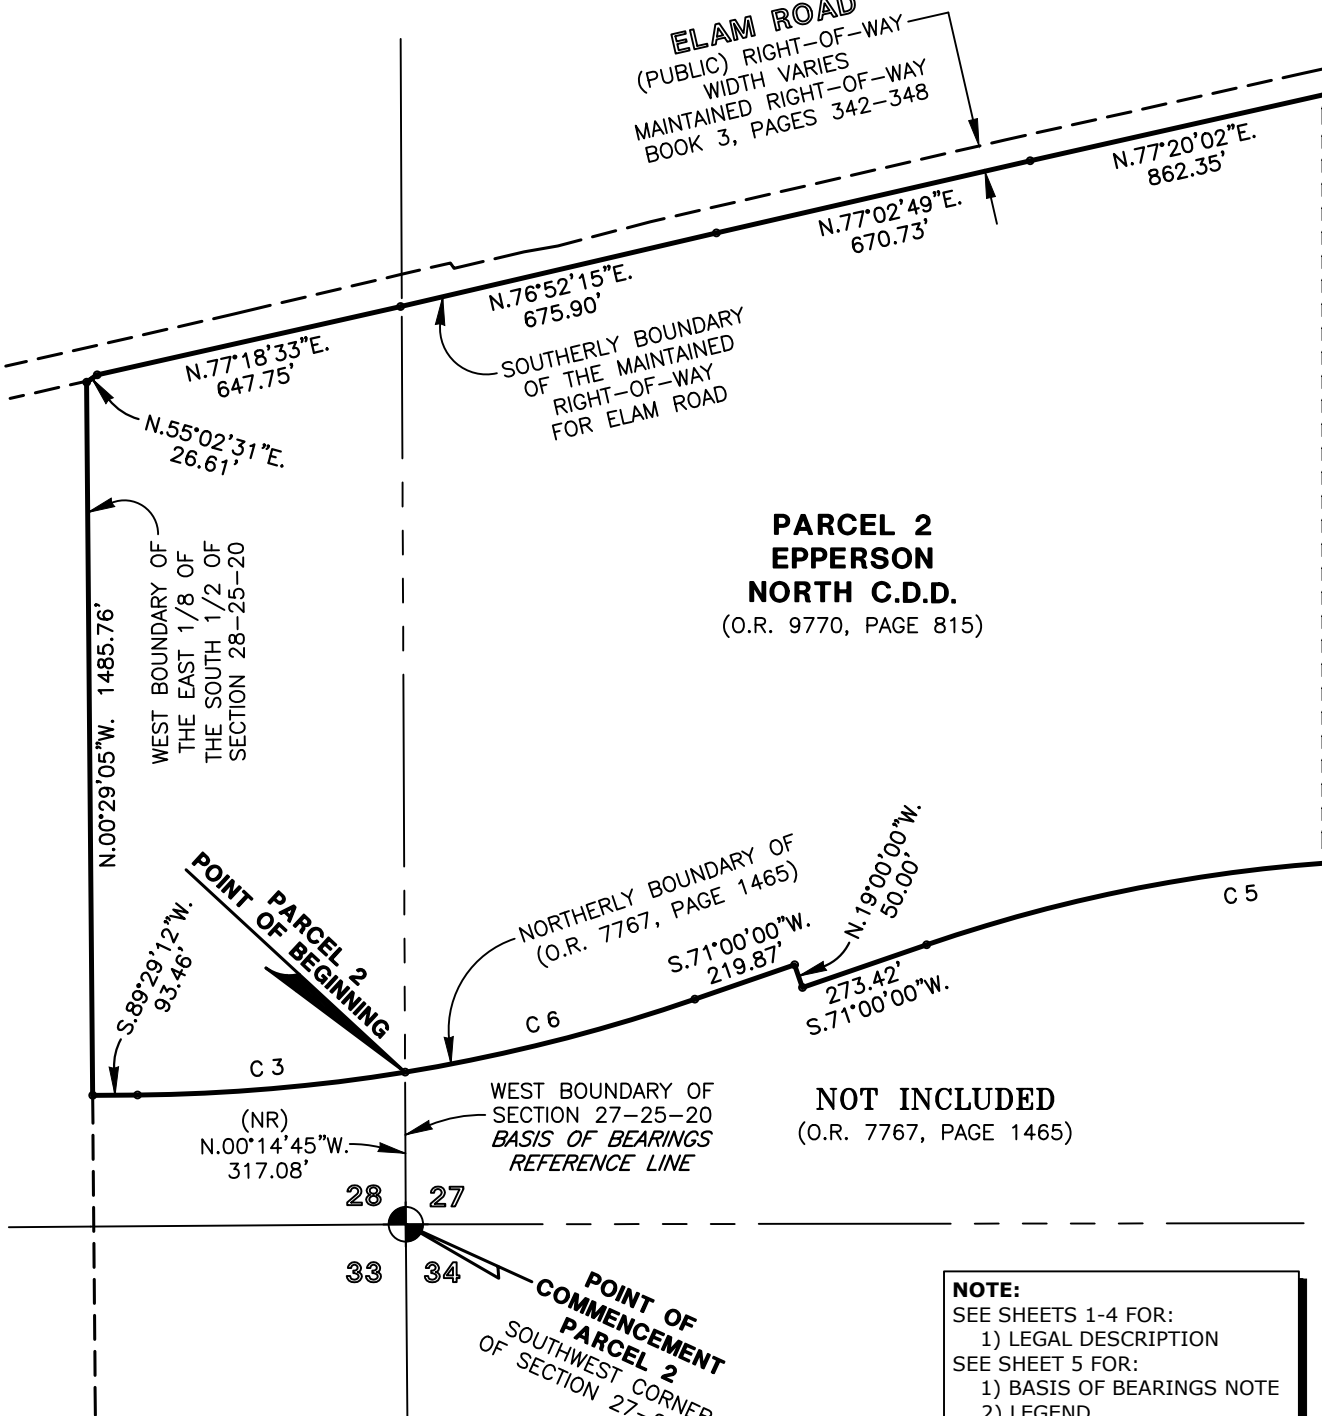 ELAM ROAD
(PUBLIC) RIGHT-OF-WAY
WIDTH VARIES
MAINTAINED RIGHT-OF-WAY
BOOK 3, PAGES 342-348
N.77°20'02"E.
862.35'
N.77°02'49"E.
670.73'
N.76°52'15"E.
675.90'
N.77°18'33"E.
647.75'
SOUTHERLY BOUNDARY
OF THE MAINTAINED
RIGHT-OF-WAY
FOR ELAM ROAD
N.55°02'31"E.
26.61'
WEST BOUNDARY OF
THE EAST 1/8 OF
THE SOUTH 1/2 OF
SECTION 28-25-20
N.00°29'05"W. 1485.76'
PARCEL 2
EPPERSON
NORTH C.D.D.
(O.R. 9770, PAGE 815)
PARCEL 2
POINT OF BEGINNING
NORTHERLY BOUNDARY OF
(O.R. 7767, PAGE 1465)
N.19°00'00"W.
50.00'
C 5
S.71°00'00"W.
219.87'
273.42'
S.71°00'00"W.
S.89°29'12"W.
93.46'
C 6
C 3
(NR)
N.00°14'45"W.
317.08'
WEST BOUNDARY OF
SECTION 27-25-20
BASIS OF BEARINGS
REFERENCE LINE
NOT INCLUDED
(O.R. 7767, PAGE 1465)
28 27
33 34
POINT OF
COMMENCEMENT
PARCEL 2
SOUTHWEST CORNER
OF SECTION 27-
NOTE:
SEE SHEETS 1-4 FOR:
1) LEGAL DESCRIPTION
SEE SHEET 5 FOR:
1) BASIS OF BEARINGS NOTE
2) LEGEND